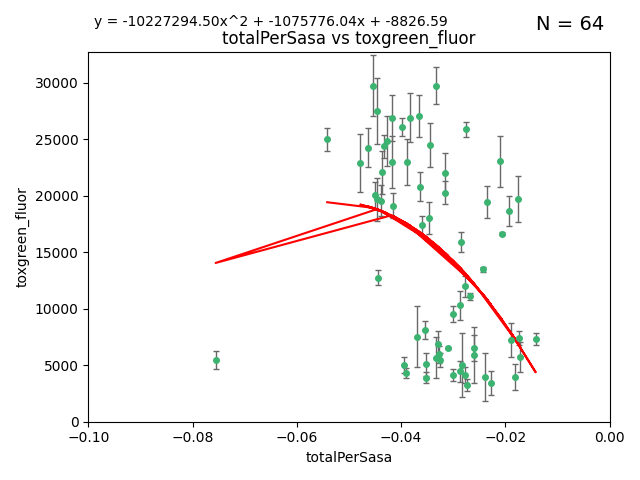 y = -10227294.50x^2 + -1075776.04x + -8826.59
N = 64
totalPerSasa vs toxgreen_fluor
30000
25000
20000
15000
10000
5000
0
toxgreen_fluor
−0.10 −0.08 −0.06 −0.04 −0.02 0.00
totalPerSasa